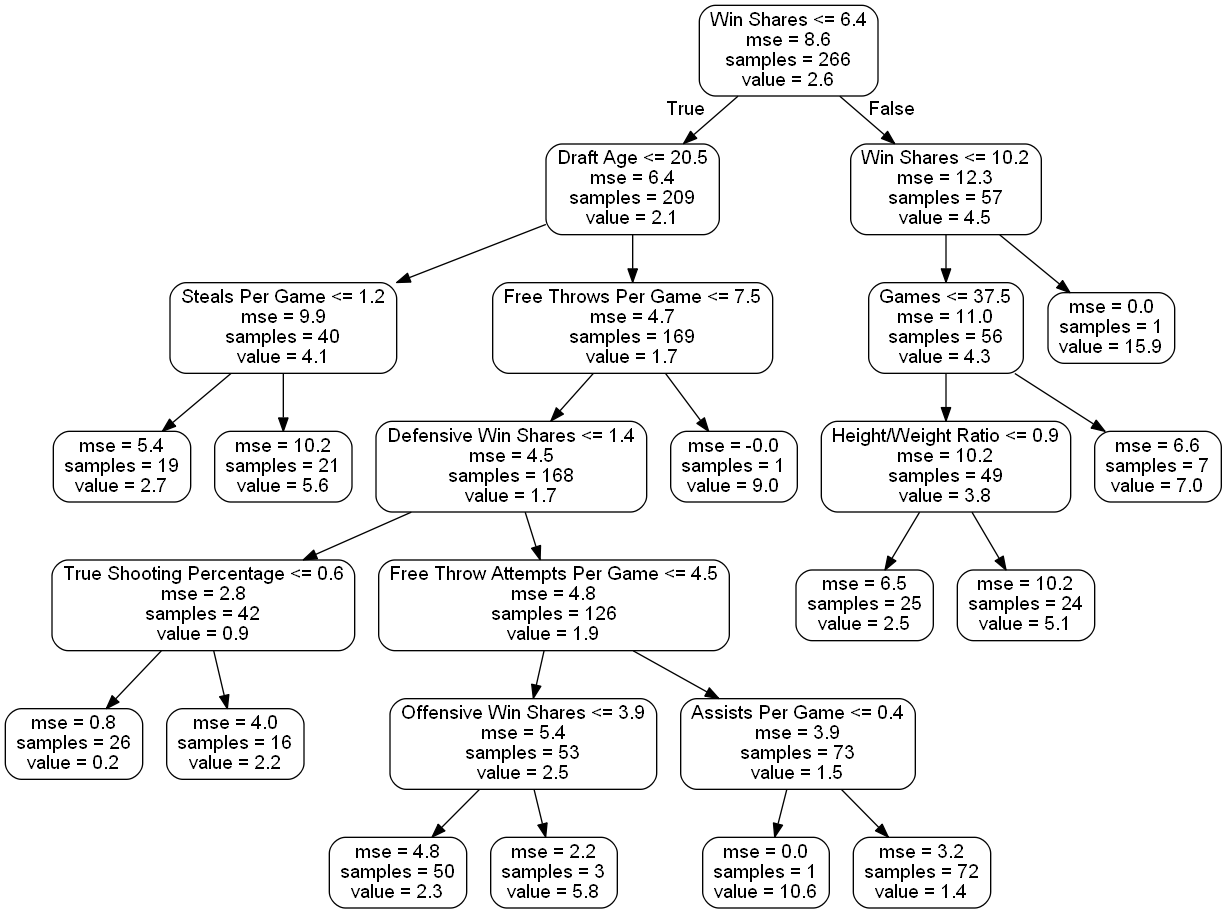 Win Shares <= 6.4
mse = 8.6
samples = 266
value = 2.6
True
False
Draft Age <= 20.5
mse = 6.4
samples = 209
value = 2.1
Win Shares <= 10.2
mse = 12.3
samples = 57
value = 4.5
Steals Per Game <= 1.2
mse = 9.9
samples = 40
value = 4.1
Free Throws Per Game <= 7.5
mse = 4.7
samples = 169
value = 1.7
Games <= 37.5
mse = 11.0
samples = 56
value = 4.3
mse = 0.0
samples = 1
value = 15.9
mse = 5.4
samples = 19
value = 2.7
mse = 10.2
samples = 21
value = 5.6
Defensive Win Shares <= 1.4
mse = 4.5
samples = 168
value = 1.7
mse = -0.0
samples = 1
value = 9.0
Height/Weight Ratio <= 0.9
mse = 10.2
samples = 49
value = 3.8
mse = 6.6
samples = 7
value = 7.0
True Shooting Percentage <= 0.6
mse = 2.8
samples = 42
value = 0.9
Free Throw Attempts Per Game <= 4.5
mse = 4.8
samples = 126
value = 1.9
mse = 6.5
samples = 25
value = 2.5
mse = 10.2
samples = 24
value = 5.1
mse = 0.8
samples = 26
value = 0.2
mse = 4.0
samples = 16
value = 2.2
Offensive Win Shares <= 3.9
mse = 5.4
samples = 53
value = 2.5
Assists Per Game <= 0.4
mse = 3.9
samples = 73
value = 1.5
mse = 4.8
samples = 50
value = 2.3
mse = 2.2
samples = 3
value = 5.8
mse = 0.0
samples = 1
value = 10.6
mse = 3.2
samples = 72
value = 1.4